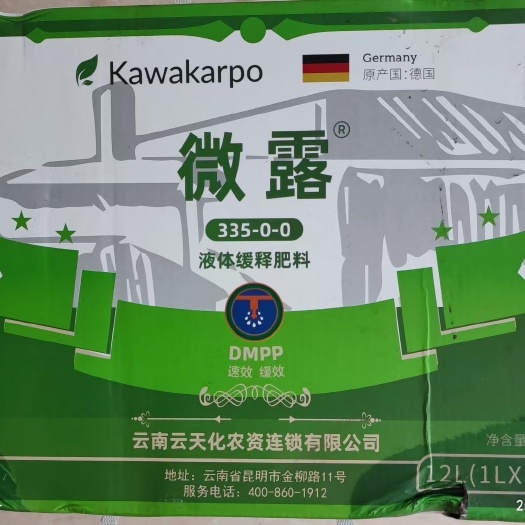 Kawakarpo
Germany
原产国:德国
微露®
335-0-0
液体缓释肥料
DMPP
速效 缓效
云南云天化农资连锁有限公司
净含量
地址:云南省昆明市金柳路11号
12L(1LX
服务电话:400-860-1912